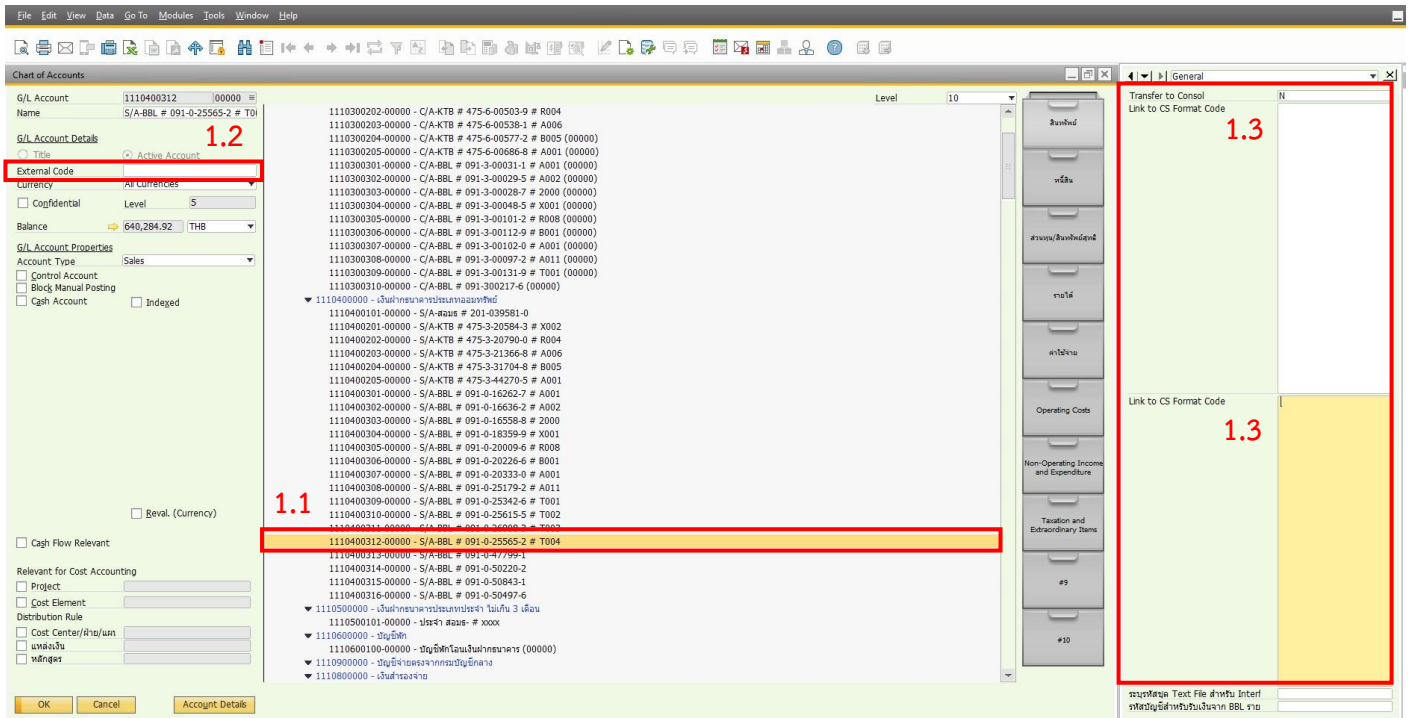 File Edit View Data Go To Modules Tools Window Help
Chart of Accounts
G/L Account 1110400312 00000
Name S/A-BBL # 091-0-25565-2 # T0
1.2
G/L Account Details
Title Active Account
External Code
Currency All Currencies
Confidential Level 5
Balance 640,284.92 THB
G/L Account Properties
Account Type Sales
Control Account
Block Manual Posting
Cash Account Indexed
Reval. (Currency)
Cash Flow Relevant
Relevant for Cost Accounting
Project
Cost Element
Distribution Rule
Cost Center/ฝ่าย/แผ
แหล่งเงิน
หลักสูตร
OK Cancel Account Details
Level 10
1110300202-00000 - C/A-KTB # 475-6-00503-9 # R004
1110300203-00000 - C/A-KTB # 475-6-00538-1 # A006
1110300204-00000 - C/A-KTB # 475-6-00577-2 # B005 (00000)
1110300205-00000 - C/A-KTB # 475-6-00686-8 # A001 (00000)
1110300301-00000 - C/A-BBL # 091-3-00031-1 # A001 (00000)
1110300302-00000 - C/A-BBL # 091-3-00029-5 # A002 (00000)
1110300303-00000 - C/A-BBL # 091-3-00028-7 # 2000 (00000)
1110300304-00000 - C/A-BBL # 091-3-00048-5 # X001 (00000)
1110300305-00000 - C/A-BBL # 091-3-00101-2 # R008 (00000)
1110300306-00000 - C/A-BBL # 091-3-00112-9 # B001 (00000)
1110300307-00000 - C/A-BBL # 091-3-00102-0 # A001 (00000)
1110300308-00000 - C/A-BBL # 091-3-00097-2 # A011 (00000)
1110300309-00000 - C/A-BBL # 091-3-00131-9 # T001 (00000)
1110300310-00000 - C/A-BBL # 091-300217-6 (00000)
1110400000 - เงินฝากธนาคารประเภทออมทรัพย์
1110400101-00000 - S/A-สอมธ # 201-039581-0
1110400201-00000 - S/A-KTB # 475-3-20584-3 # X002
1110400202-00000 - S/A-KTB # 475-3-20790-0 # R004
1110400203-00000 - S/A-KTB # 475-3-21366-8 # A006
1110400204-00000 - S/A-KTB # 475-3-31704-8 # B005
1110400205-00000 - S/A-KTB # 475-3-44270-5 # A001
1110400301-00000 - S/A-BBL # 091-0-16262-7 # A001
1110400302-00000 - S/A-BBL # 091-0-16636-2 # A002
1110400303-00000 - S/A-BBL # 091-0-16558-8 # 2000
1110400304-00000 - S/A-BBL # 091-0-18359-9 # X001
1110400305-00000 - S/A-BBL # 091-0-20009-6 # R008
1110400306-00000 - S/A-BBL # 091-0-20226-6 # B001
1110400307-00000 - S/A-BBL # 091-0-20333-0 # A001
1110400308-00000 - S/A-BBL # 091-0-25179-2 # A011
1110400309-00000 - S/A-BBL # 091-0-25342-6 # T001
1.1
1110400310-00000 - S/A-BBL # 091-0-25615-5 # T002
1110400312-00000 - S/A-BBL # 091-0-25565-2 # T004
1110400313-00000 - S/A-BBL # 091-0-47799-1
1110400314-00000 - S/A-BBL # 091-0-50220-2
1110400315-00000 - S/A-BBL # 091-0-50843-1
1110400316-00000 - S/A-BBL # 091-0-50497-6
1110500000 - เงินฝากธนาคารประเภทประจำ ไม่เกิน 3 เดือน
1110500101-00000 - ประจำ สอมธ- # xxxx
1110600000 - บัญชีพัก
1110600100-00000 - บัญชีพักโอนเงินฝากธนาคาร (00000)
1110900000 - บัญชีจ่ายตรงจากกรมบัญชีกลาง
1110800000 - เงินสำรองจ่าย
สินทรัพย์
หนี้สิน
ส่วนทุน/สินทรัพย์สุทธิ
รายได้
ค่าใช้จ่าย
Operating Costs
Non-Operating Income
and Expenditure
Taxation and
Extraordinary Items
#9
#10
General
Transfer to Consol N
Link to CS Format Code
1.3
Link to CS Format Code
1.3
ระบุรหัสชุด Text File สำหรับ Interf
รหัสบัญชีสำหรับรับเงินจาก BBL ราย